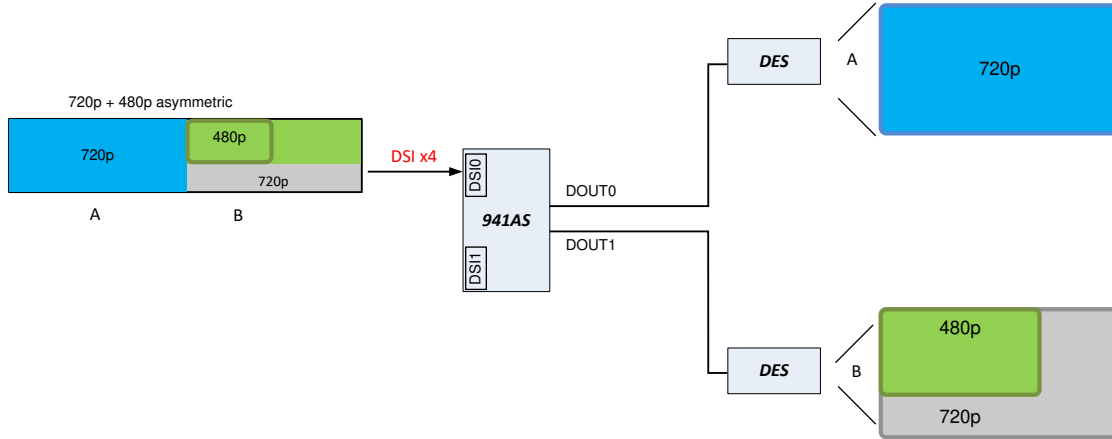 720p + 480p asymmetric
720p
480p
720p
A
B
DSI x4
DSI0
941AS
DSI1
DOUT0
DOUT1
DES
A
720p
DES
B
480p
720p